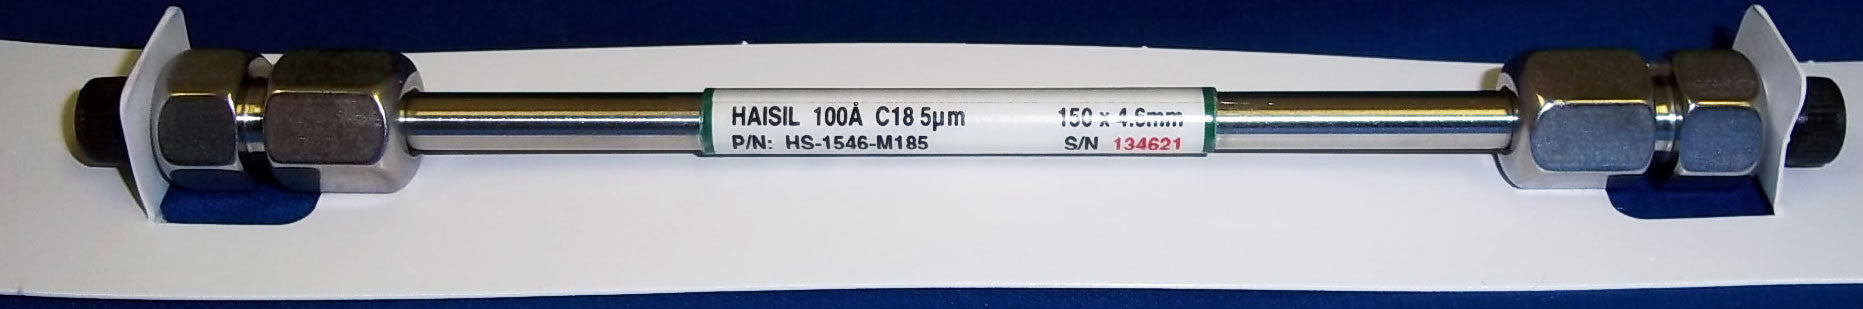 HAISIL 100Å C18 5µm 150 x 4.6mm
P/N: HS-1546-M185 S/N 134621